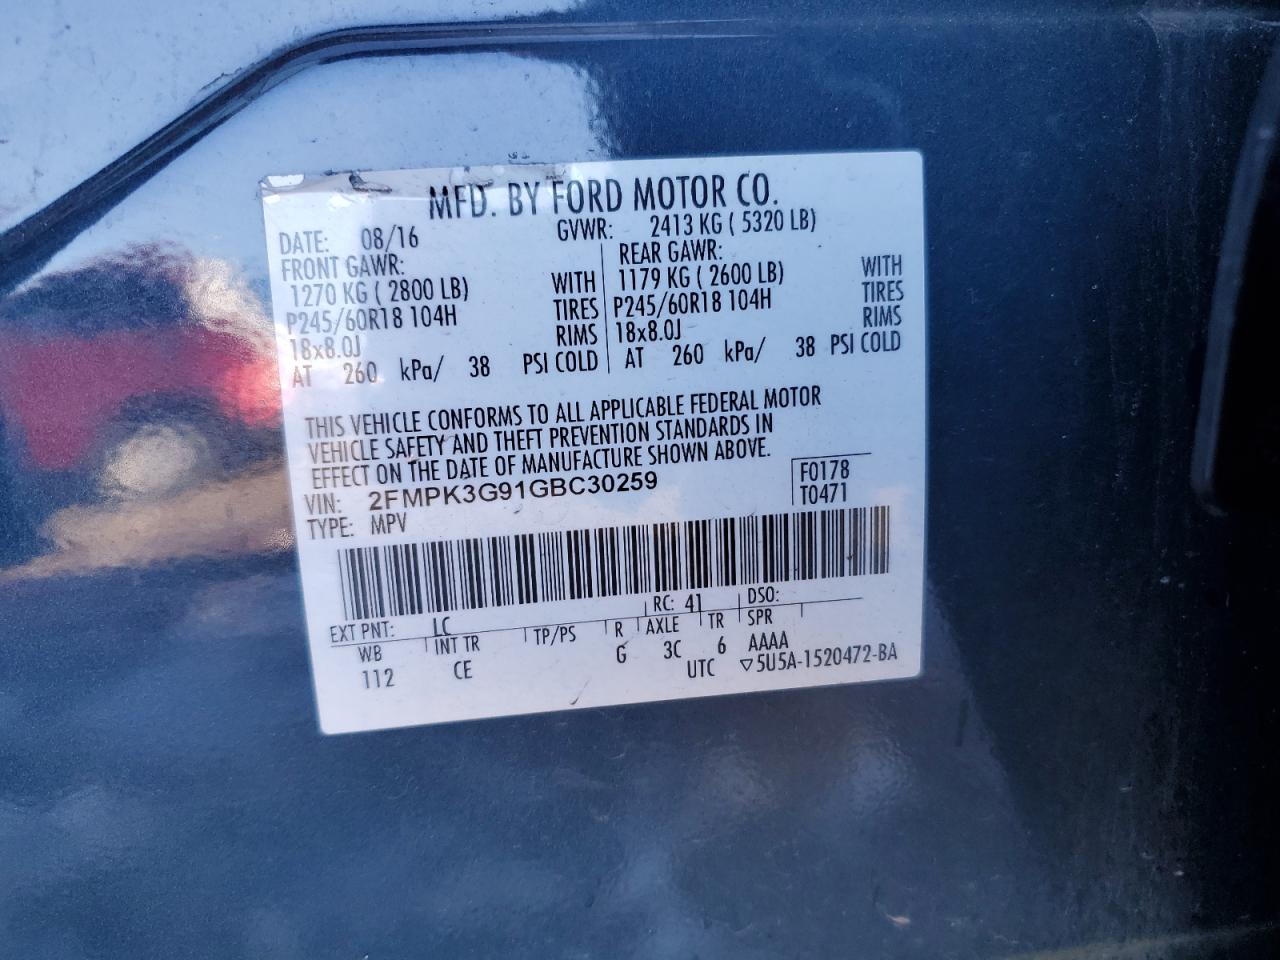 MFD. BY FORD MOTOR CO.
DATE: 08/16 GVWR: 2413 KG ( 5320 LB)
FRONT GAWR: REAR GAWR:
1270 KG ( 2800 LB) WITH 1179 KG (2600 LB) WITH
P245/60R18 104H TIRES P245/60R18 104H TIRES
18x8.0J RIMS 18x8.0J RIMS
AT 260 kPa/ 38 PSI COLD AT 260 kPa/ 38 PSI COLD
THIS VEHICLE CONFORMS TO ALL APPLICABLE FEDERAL MOTOR
VEHICLE SAFETY AND THEFT PREVENTION STANDARDS IN
EFFECT ON THE DATE OF MANUFACTURE SHOWN ABOVE.
VIN: 2FMPK3G91GBC30259 F0178
TYPE: MPV T0471
EXT PNT: LC RC: 41 DSO:
WB INT TR TP/PS R AXLE TR SPR
112 CE G 3C 6 AAAA
UTC ▽5U5A-1520472-BA